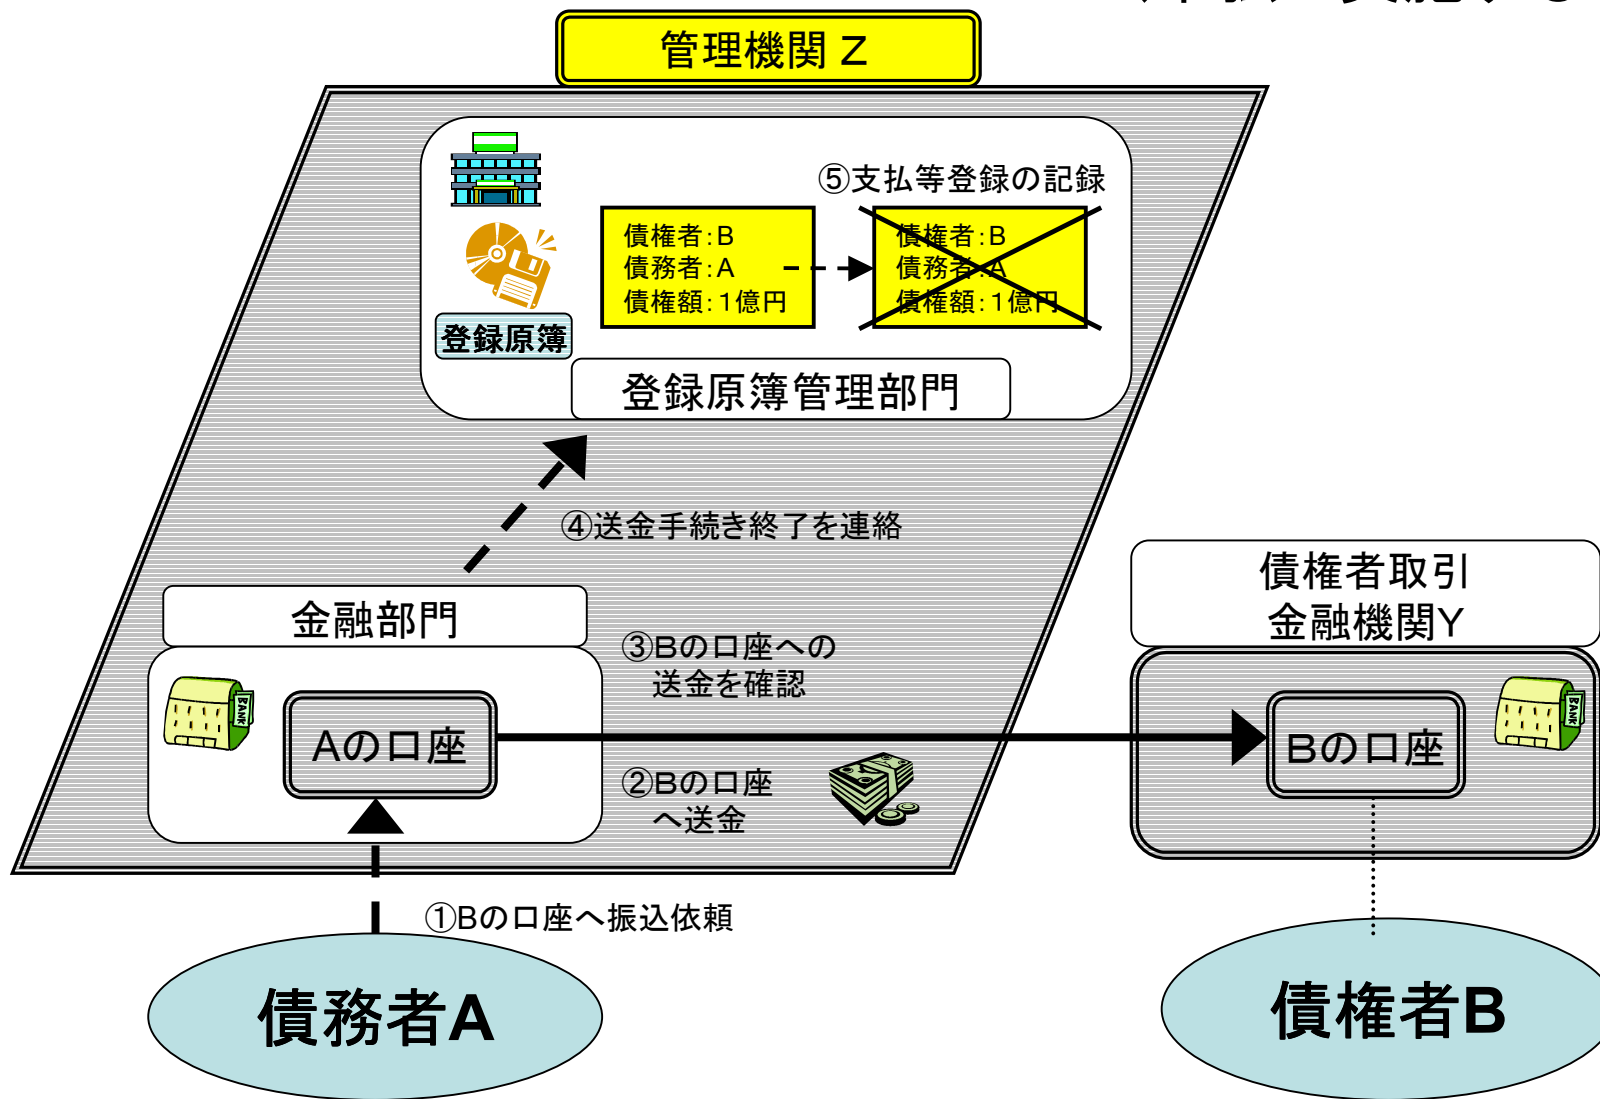 管理機関 Z
⑤支払等登録の記録
債権者：B
債務者：A
債権額：1億円
債権者：B
債務者：A
債権額：1億円
登録原簿
登録原簿管理部門
④送金手続き終了を連絡
金融部門
債権者取引
金融機関Y
③Bの口座への
送金を確認
BANK
Aの口座
Bの口座
BANK
②Bの口座
へ送金
①Bの口座へ振込依頼
債務者A
債権者B